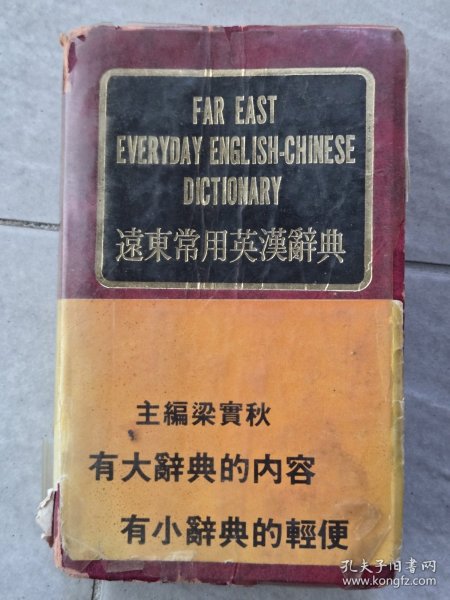 FAR EAST
EVERYDAY ENGLISH-CHINESE
DICTIONARY
遠東常用英漢辭典
主編梁實秋
有大辭典的内容
有小辭典的輕便
孔夫子旧书网
www.kongfz.com